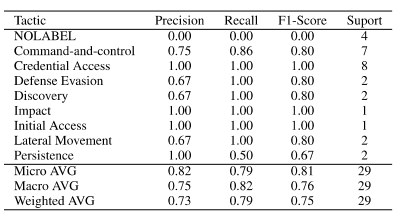 Tactic Precision Recall F1-Score Suport
NOLABEL 0.00 0.00 0.00 4
Command-and-control 0.75 0.86 0.80 7
Credential Access 1.00 1.00 1.00 8
Defense Evasion 0.67 1.00 0.80 2
Discovery 0.67 1.00 0.80 2
Impact 1.00 1.00 1.00 1
Initial Access 1.00 1.00 1.00 1
Lateral Movement 0.67 1.00 0.80 2
Persistence 1.00 0.50 0.67 2
Micro AVG 0.82 0.79 0.81 29
Macro AVG 0.75 0.82 0.76 29
Weighted AVG 0.73 0.79 0.75 29